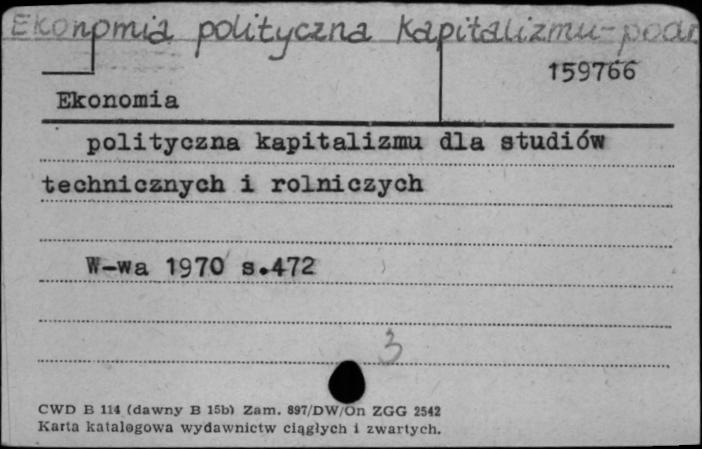 Ekonomia polityczna kapitalizmu-podr
159766
Ekonomia
polityczna kapitalizmu dla studiów
technicznych i rolniczych
W-wa 1970 s.472
3
CWD B 114 (dawny B 15b) Zam. 897/DW/On ZGG 2542
Karta katalogowa wydawnictw ciągłych i zwartych.